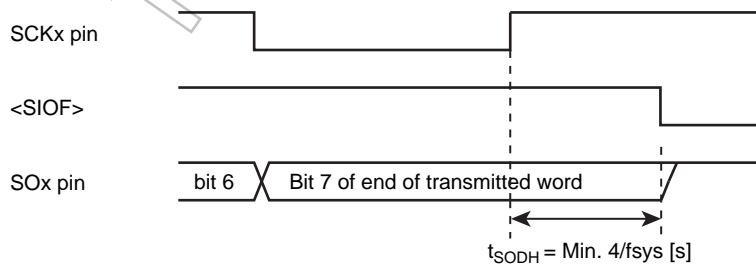 SCKx pin
<SIOF>
SOx pin
bit 6
Bit 7 of end of transmitted word
tSODH = Min. 4/fsys [s]